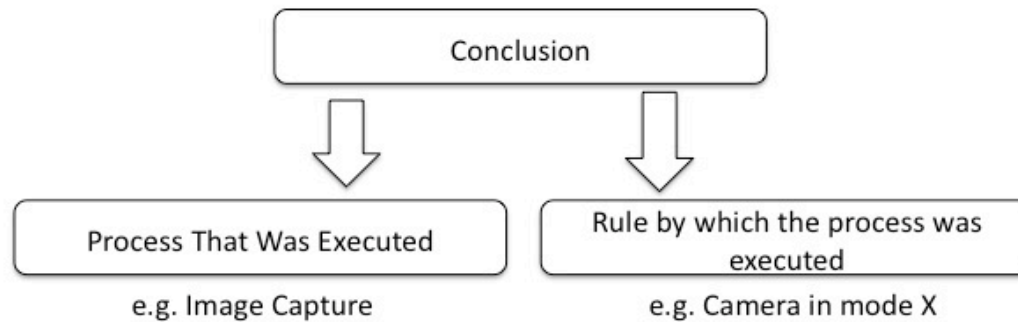 Conclusion
Process That Was Executed
Rule by which the process was
executed
e.g. Image Capture
e.g. Camera in mode X